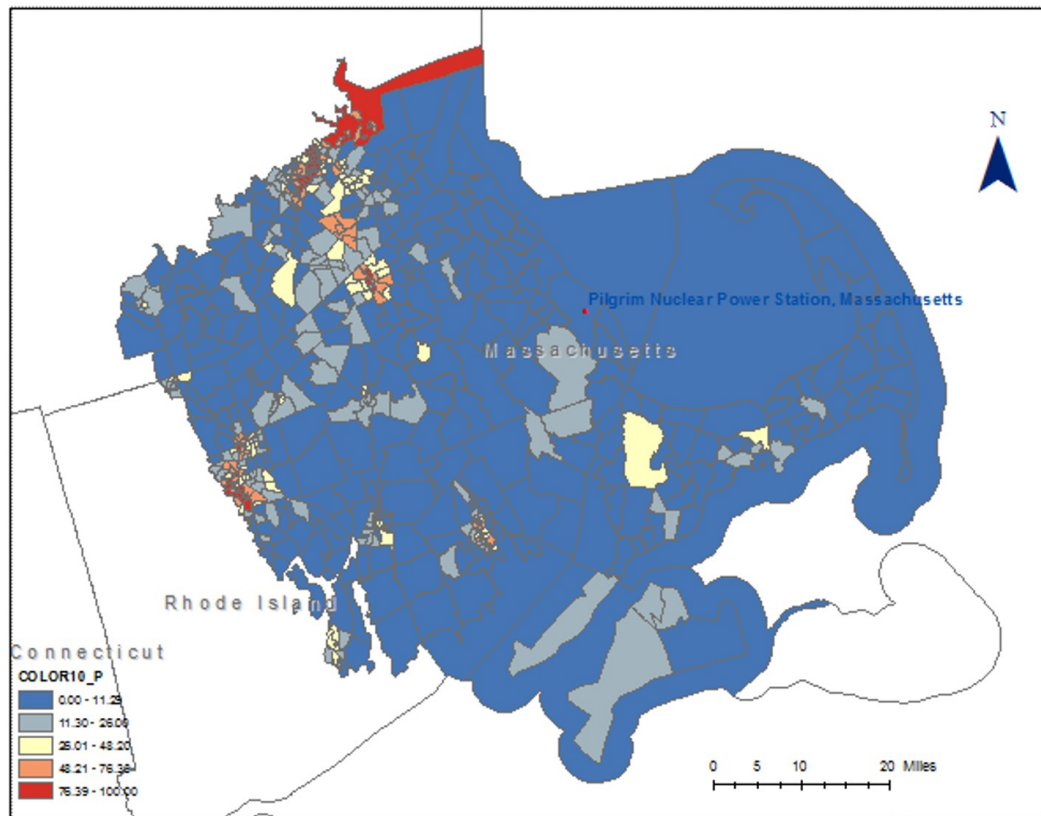 N
Pilgrim Nuclear Power Station, Massachusetts
Massachusetts
Rhode Island
Connecticut
COLOR10_P
0.00 - 11.29
11.30 - 26.00
26.01 - 48.20
48.21 - 76.38
76.39 - 100.00
0 5 10 20 Miles